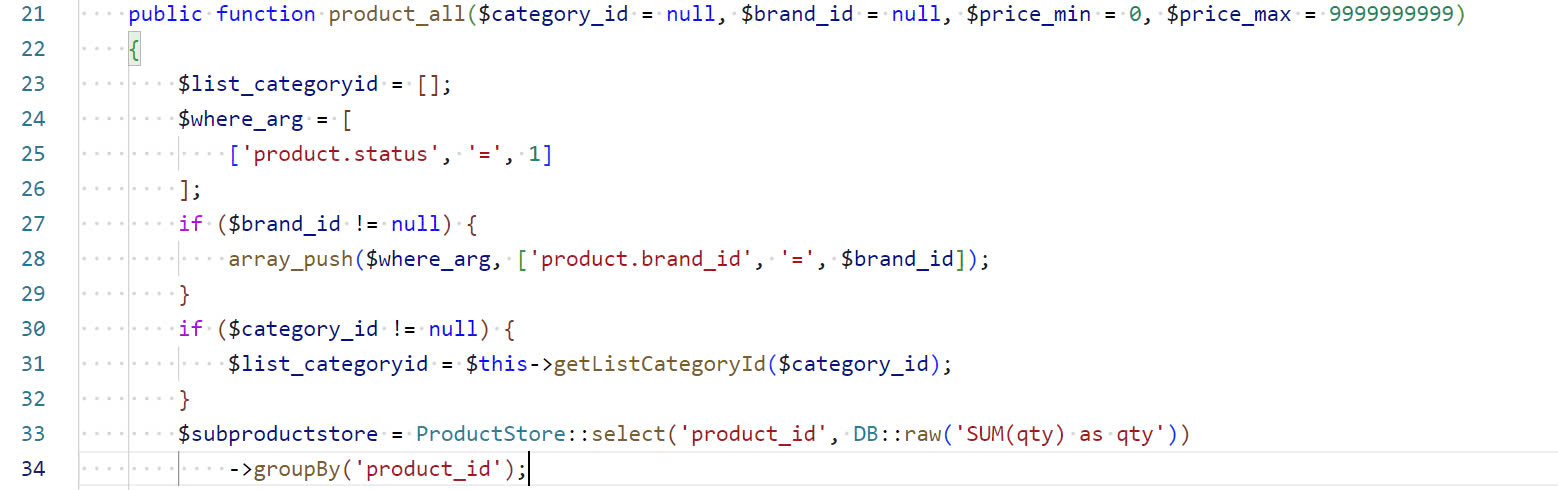 21 public function product_all($category_id = null, $brand_id = null, $price_min = 0, $price_max = 9999999999)
22 {
23 $list_categoryid = [];
24 $where_arg = [
25 ['product.status', '=', 1]
26 ];
27 if ($brand_id != null) {
28 array_push($where_arg, ['product.brand_id', '=', $brand_id]);
29 }
30 if ($category_id != null) {
31 $list_categoryid = $this->getListCategoryId($category_id);
32 }
33 $subproductstore = ProductStore::select('product_id', DB::raw('SUM(qty) as qty'))
34 ->groupBy('product_id');